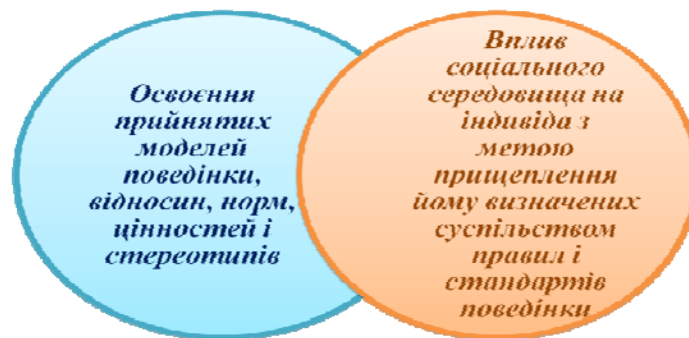 Освоєння
прийнятих
моделей
поведінки,
відносин, норм,
цінностей і
стереотипів
Вплив
соціального
середовища на
індивіда з
метою
прищеплення
йому визначених
суспільством
правил і
стандартів
поведінки